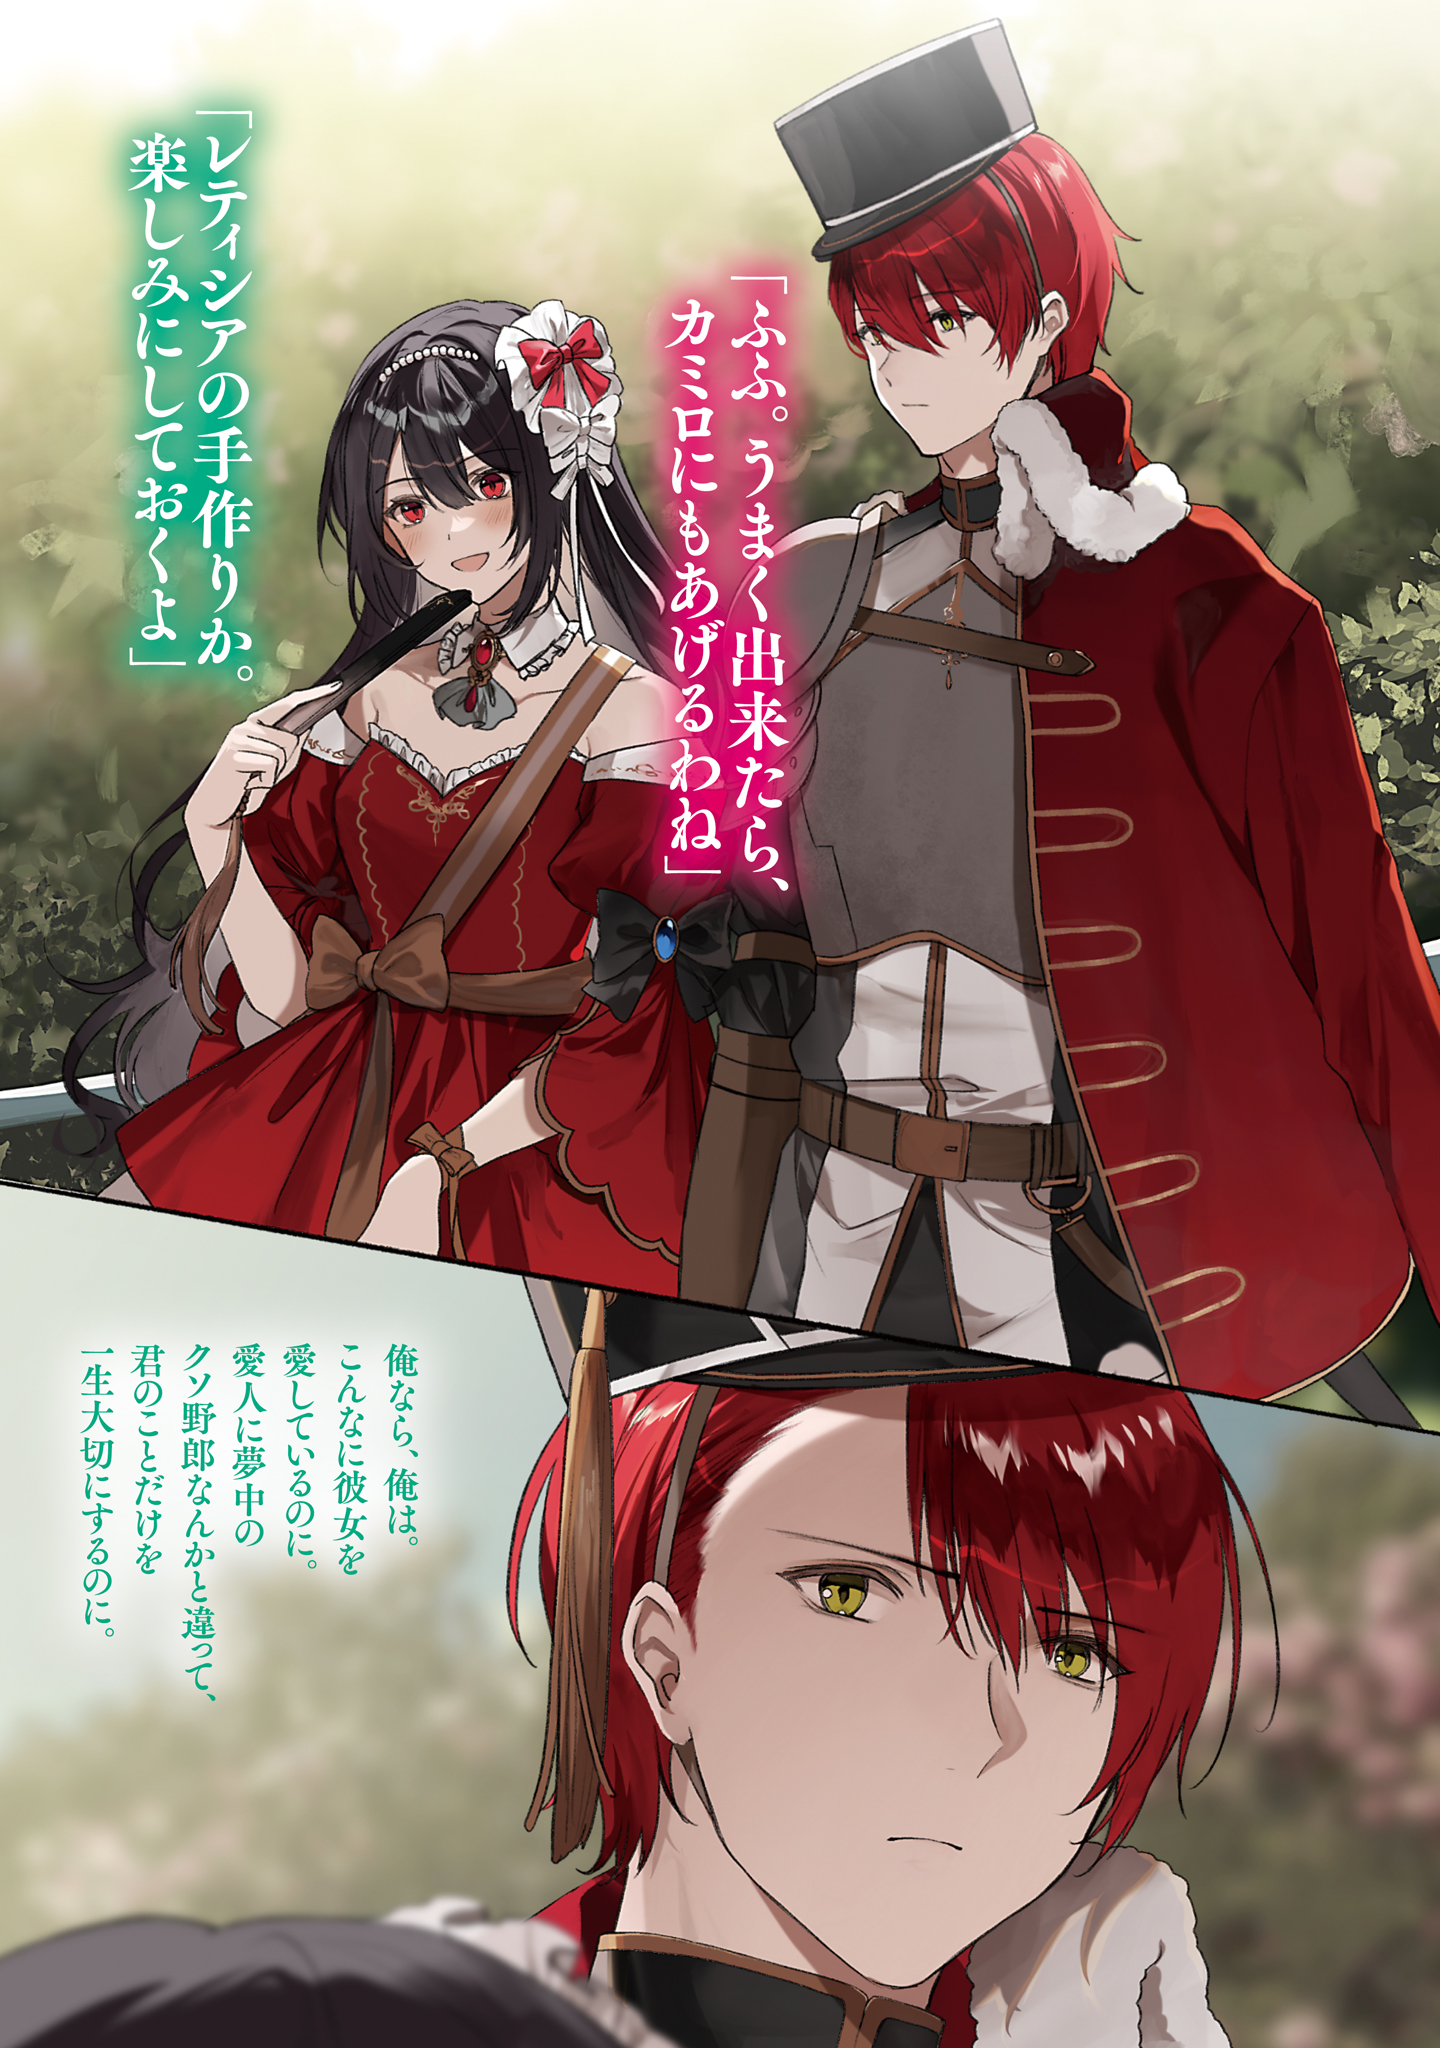 「ふふ。うまく出来たら、
カミロにもあげるわね」
「レティシアの手作りか。
楽しみにしておくよ」
俺なら、俺は。
こんなに彼女を
愛しているのに。
愛人に夢中の
クソ野郎なんかと違って、
君のことだけを
一生大切にするのに。